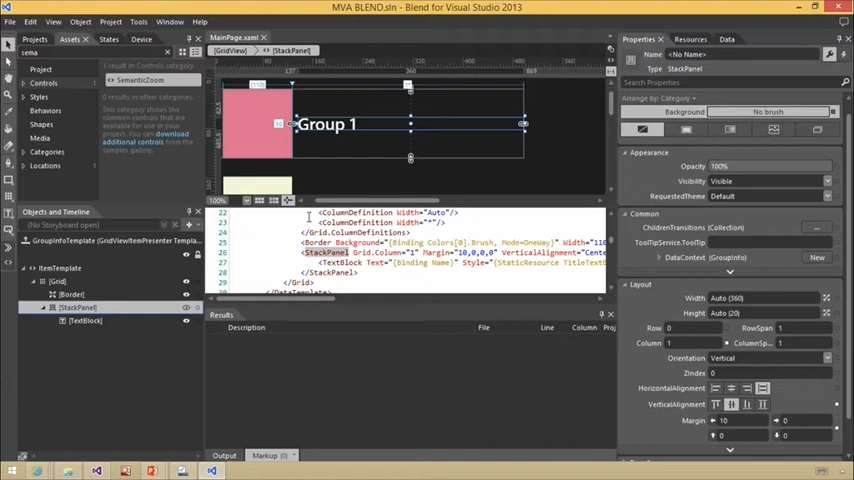 MVA BLEND.sln - Blend for Visual Studio 2013
File Edit View Object Project Tools Window Help
Projects Assets States Device
sema
Project
Controls
Styles
Behaviors
Shapes
Media
Categories
Locations
1 result in Controls category
SemanticZoom
0 results in other categories.
This category shows the
common controls that
are available for use in
your project. You can
download
additional controls from
the samples gallery.
Objects and Timeline
(No Storyboard open)
GroupInfoTemplate (GridViewItemPresenter Templa...
ItemTemplate
[Grid]
[Border]
[StackPanel]
[TextBlock]
MainPage.xaml
[GridView] [StackPanel]
Group 1
100%
22 <ColumnDefinition Width="Auto"/>
23 <ColumnDefinition Width="*"/>
24 </Grid.ColumnDefinitions>
25 <Border Background="{Binding Colors[0].Brush, Mode=OneWay}" Width="110
26 <StackPanel Grid.Column="1" Margin="10,0,0,0" VerticalAlignment="Cente
27 <TextBlock Text="{Binding Name}" Style="{StaticResource TitleTextB
28 </StackPanel>
29 </Grid>
30 </DataTemplate>
Results
Description File Line Column Project
Output Markup (0)
Properties Resources Data
Name <No Name>
Type StackPanel
Search Properties
Arrange by: Category
Background No brush
Appearance
Opacity 100%
Visibility Visible
RequestedTheme Default
Common
ChildrenTransitions (Collection) ...
ToolTipService.ToolTip
DataContext (GroupInfo) New
Layout
Width Auto (360)
Height Auto (20)
Row 0 RowSpan 1
Column 1 ColumnSp... 1
Orientation Vertical
ZIndex 0
HorizontalAlignment
VerticalAlignment
Margin 10 0
0 0